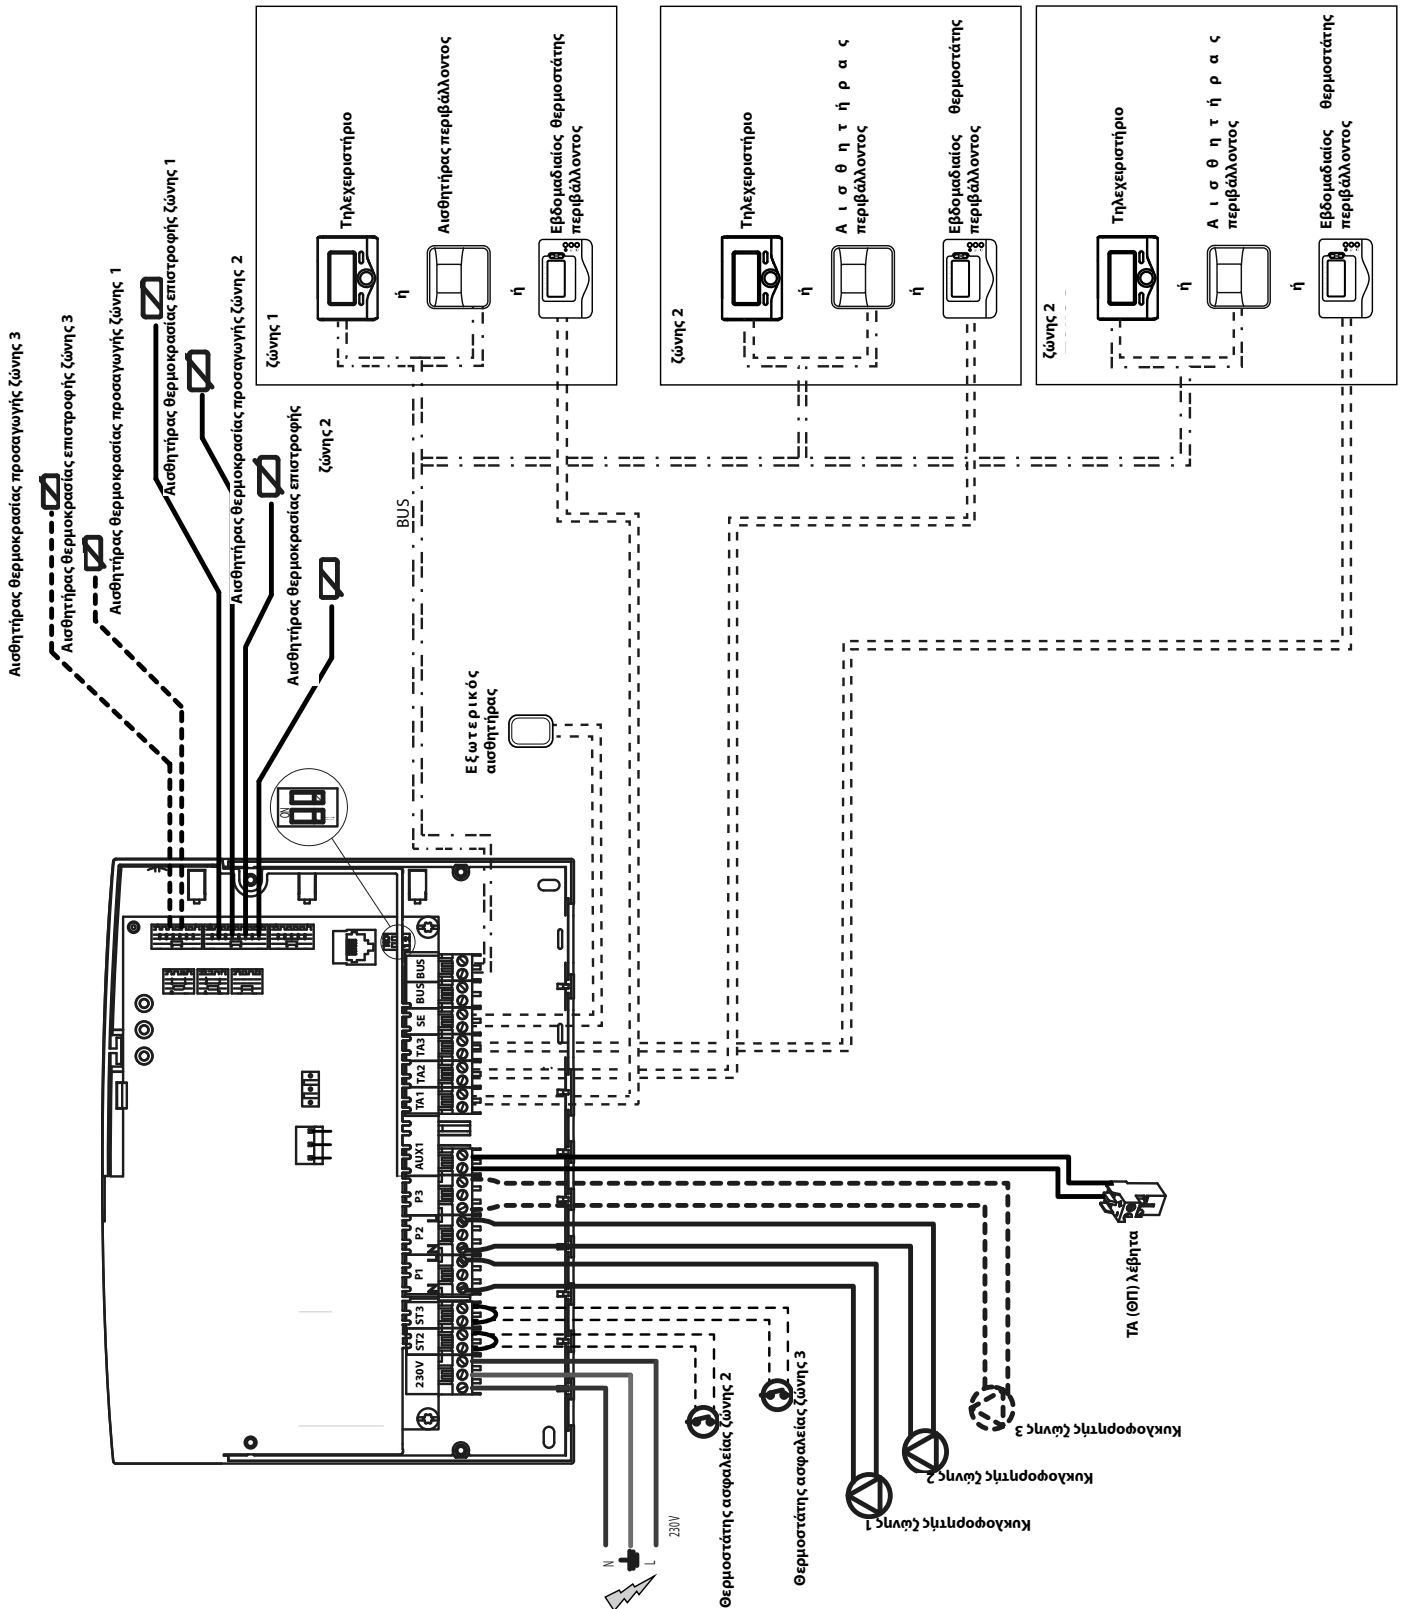 Αισθητήρας θερμοκρασίας προσαγωγής ζώνης 3
Αισθητήρας θερμοκρασίας επιστροφής ζώνης 3
Αισθητήρας θερμοκρασίας προσαγωγής ζώνης 1
Αισθητήρας θερμοκρασίας επιστροφής ζώνης 1
Αισθητήρας θερμοκρασίας προσαγωγής ζώνης 2
Αισθητήρας θερμοκρασίας επιστροφής
ζώνης 2
ζώνης 1
Τηλεχειριστήριο
ή
Αισθητήρας περιβάλλοντος
ή
Εβδομαδιαίος θερμοστάτης
περιβάλλοντος
ζώνης 2
Τηλεχειριστήριο
ή
Αισθητήρας
περιβάλλοντος
ή
Εβδομαδιαίος θερμοστάτης
περιβάλλοντος
ζώνης 2
Τηλεχειριστήριο
ή
Αισθητήρας
περιβάλλοντος
ή
Εβδομαδιαίος θερμοστάτης
περιβάλλοντος
BUS
Εξωτερικός
αισθητήρας
ON
BUS
BUS
SE
TA3
TA2
TA1
AUX1
P3
P2
P1
ST3
ST2
230V
L
N
L
N
N
L
230V
Θερμοστάτης ασφαλείας ζώνης 2
Θερμοστάτης ασφαλείας ζώνης 3
Κυκλοφορητής ζώνης 1
Κυκλοφορητής ζώνης 2
Κυκλοφορητής ζώνης 3
ΤΑ (ΘΠ) λέβητα